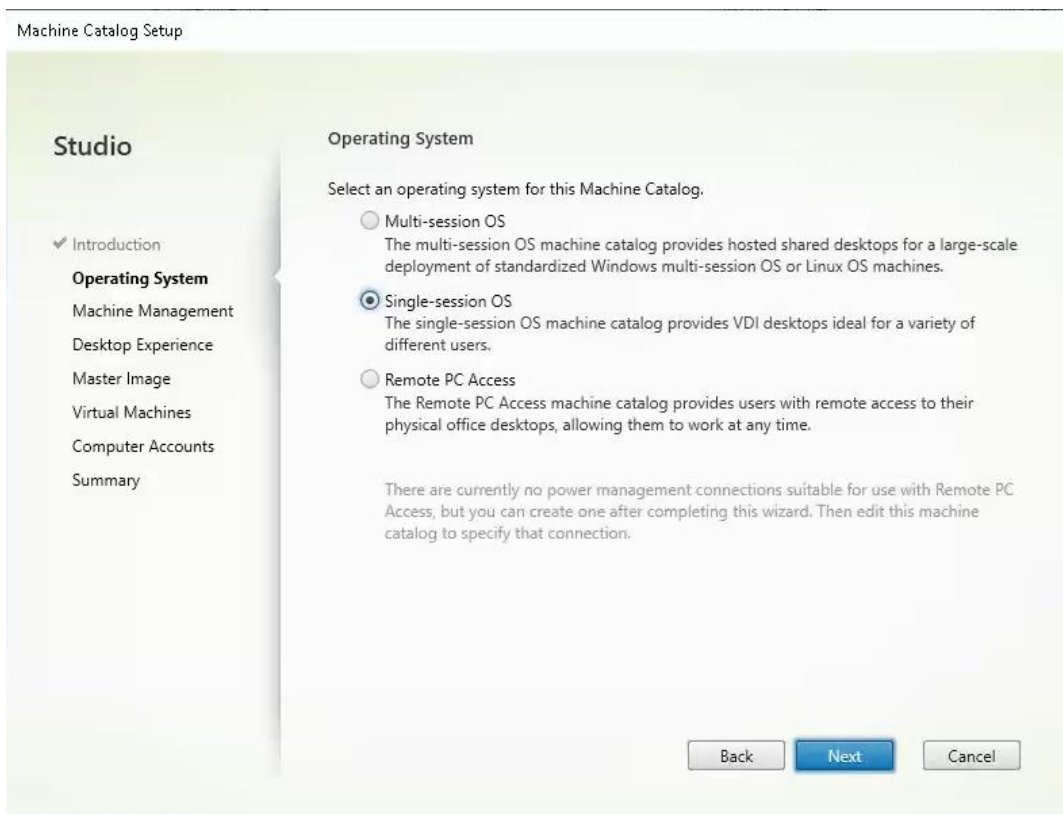 Machine Catalog Setup
Studio
Introduction
Operating System
Machine Management
Desktop Experience
Master Image
Virtual Machines
Computer Accounts
Summary
Operating System
Select an operating system for this Machine Catalog.
Multi-session OS
The multi-session OS machine catalog provides hosted shared desktops for a large-scale
deployment of standardized Windows multi-session OS or Linux OS machines.
Single-session OS
The single-session OS machine catalog provides VDI desktops ideal for a variety of
different users.
Remote PC Access
The Remote PC Access machine catalog provides users with remote access to their
physical office desktops, allowing them to work at any time.
There are currently no power management connections suitable for use with Remote PC
Access, but you can create one after completing this wizard. Then edit this machine
catalog to specify that connection.
Back Next Cancel